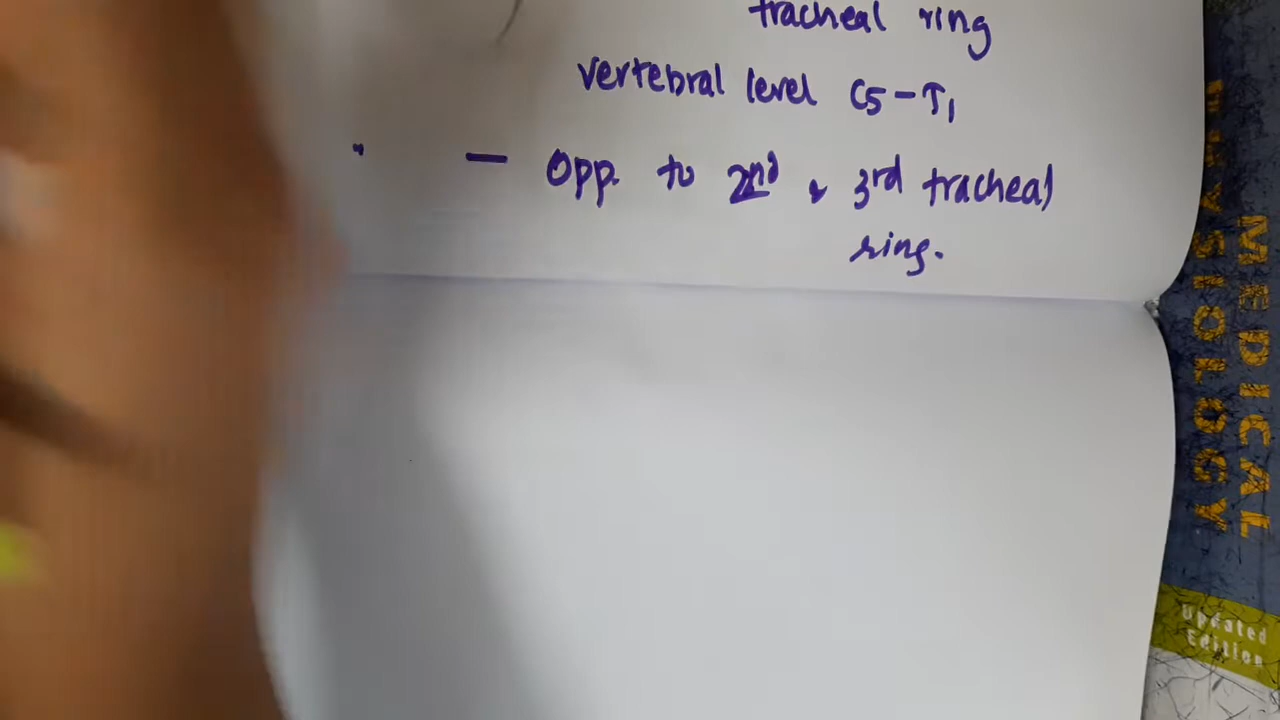 tracheal ring
vertebral level C5-T1
" - Opp. to 2nd & 3rd tracheal
ring.
MEDICAL
PHYSIOLOGY
Updated
Edition